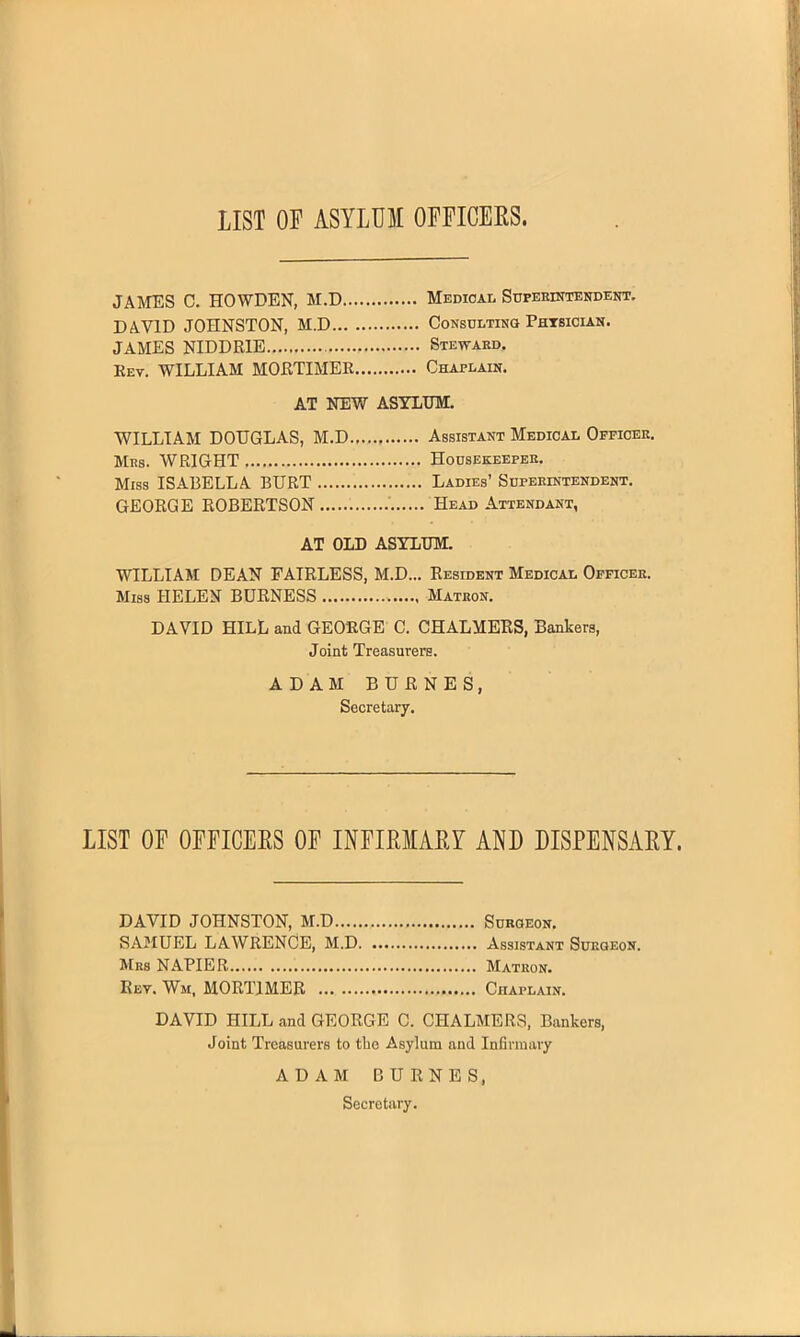 LIST OF ASYLUM OFFICERS.
JAMES C. HOWDEN, M.D.............. Medical Superintendent.
DAVID JOHNSTON, M.D............... Consulting Physician.
JAMES NIDDRIE........................... Steward.
Rev. WILLIAM MORTIMER........... Chaplain.
AT NEW ASYLUM.
WILLIAM DOUGLAS, M.D............ Assistant Medical Officer.
Mrs. WRIGHT................................ Housekeeper.
Miss ISABELLA BURT................... Ladies' Superintendent.
GEORGE ROBERTSON.................. Head Attendant,
AT OLD ASYLUM.
WILLIAM DEAN FAIRLESS, M.D... Resident Medical Officer.
Miss HELEN BURNESS................., Matron.
DAVID HILL and GEORGE C. CHALMERS, Bankers,
Joint Treasurers.
ADAM BURNES,
Secretary.
LIST OF OFFICERS OF INFIRMARY AND DISPENSARY.
DAVID JOHNSTON, M.D......................... Surgeon.
SAMUEL LAWRENCE, M.D. .................... Assistant Surgeon.
Mrs NAPIER........................................... Matron.
Rev. Wm, MORTIMER ............................ Chaplain.
DAVID HILL and GEORGE C. CHALMERS, Bankers,
Joint Treasurers to the Asylum and Infirmary
ADAM BURNES,
Secretary.